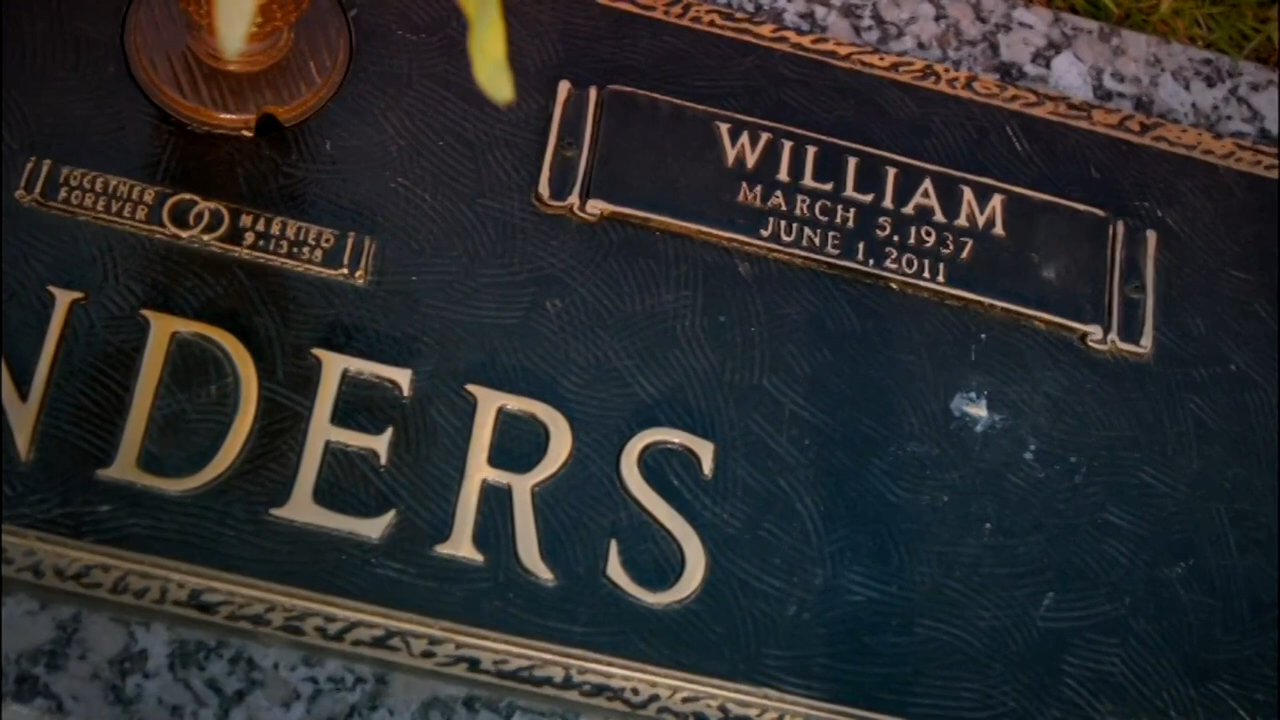 TOGETHER
FOREVER
MARRIED
9-13-58
WILLIAM
MARCH 5, 1937
JUNE 1, 2011
NDERS